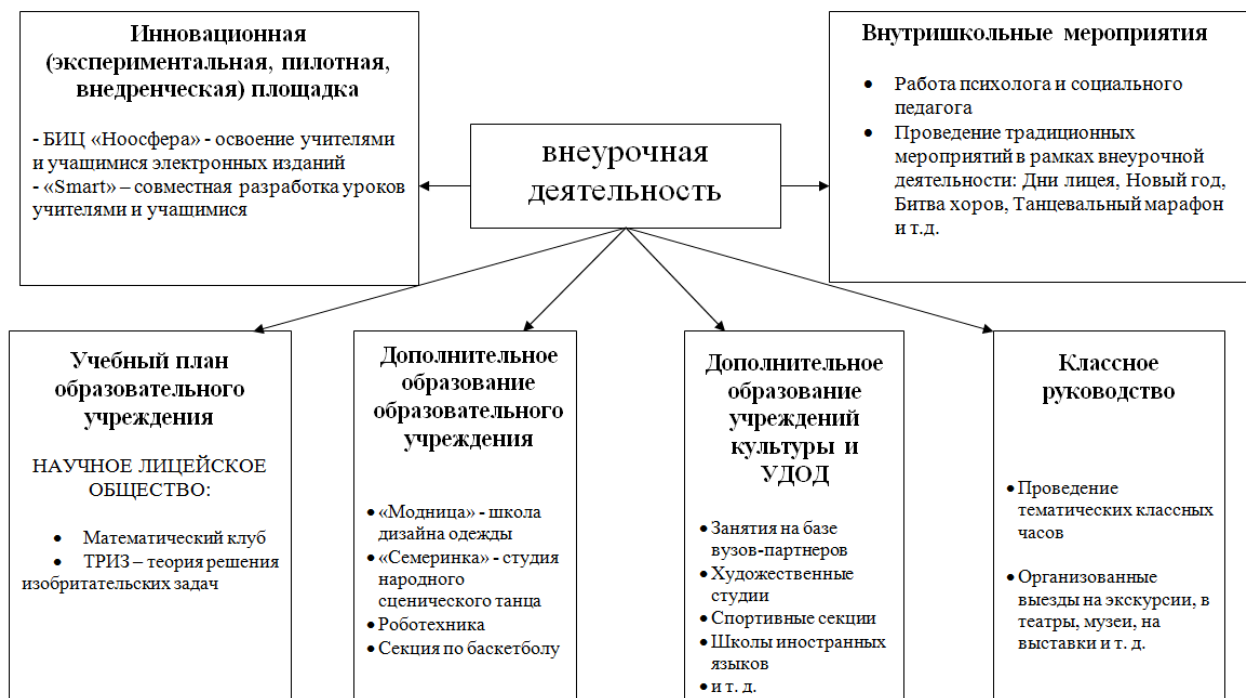 Инновационная
(экспериментальная, пилотная,
внедренческая) площадка
- БИЦ «Ноосфера» - освоение учителями
и учащимися электронных изданий
- «Smart» – совместная разработка уроков
учителями и учащимися
внеурочная
деятельность
Внутришкольные мероприятия
• Работа психолога и социального
педагога
• Проведение традиционных
мероприятий в рамках внеурочной
деятельности: Дни лицея, Новый год,
Битва хоров, Танцевальный марафон
и т.д.
Учебный план
образовательного
учреждения
НАУЧНОЕ ЛИЦЕЙСКОЕ
ОБЩЕСТВО:
• Математический клуб
• ТРИЗ – теория решения
изобритательских задач
Дополнительное
образование
образовательного
учреждения
• «Модница» - школа
дизайна одежды
• «Семеринка» - студия
народного
сценического танца
• Роботехника
• Секция по баскетболу
Дополнительное
образование
учреждений
культуры и
УДОД
• Занятия на базе
вузов-партнеров
• Художественные
студии
• Спортивные секции
• Школы иностранных
языков
• и т. д.
Классное
руководство
• Проведение
тематических классных
часов
• Организованные
выезды на экскурсии, в
театры, музеи, на
выставки и т. д.